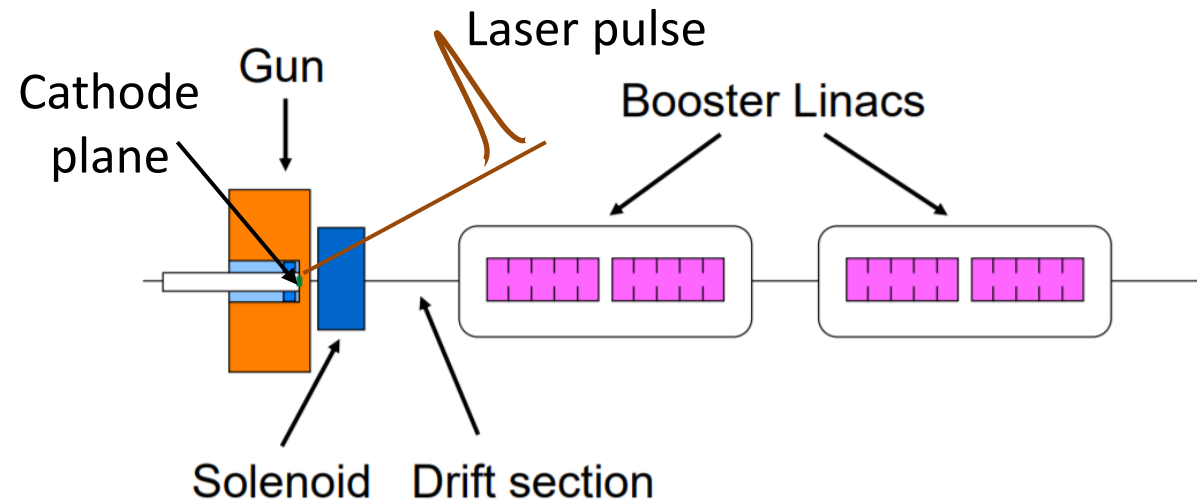 Laser pulse
Gun
Cathode
plane
Booster Linacs
Solenoid
Drift section